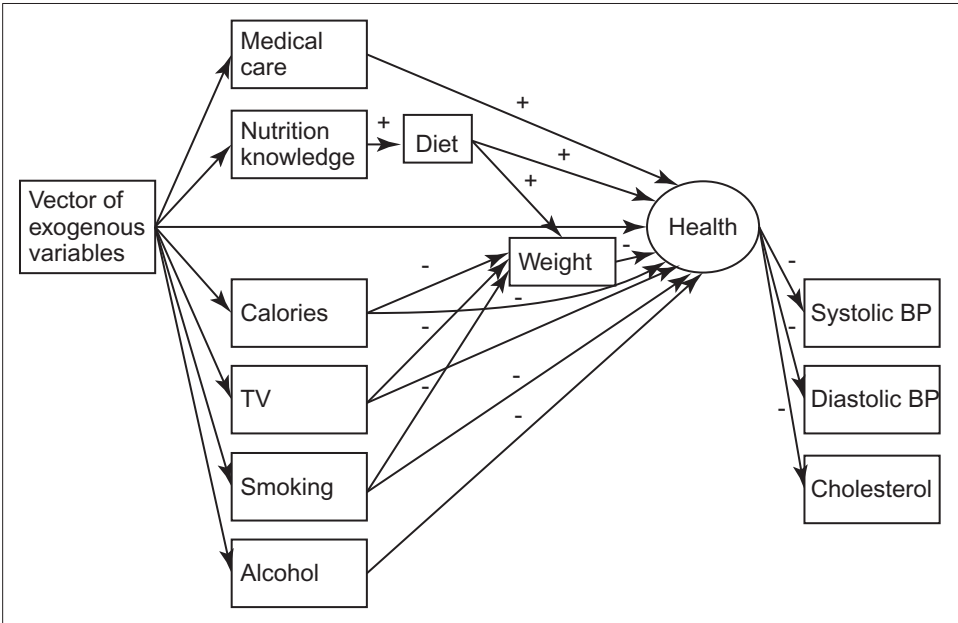 Medical
care
+
Nutrition
knowledge
+
Diet
+
+
Vector of
exogenous
variables
Health
-
Weight
-
-
Calories
-
-
Systolic BP
-
-
TV
-
-
Diastolic BP
-
-
Smoking
Cholesterol
Alcohol